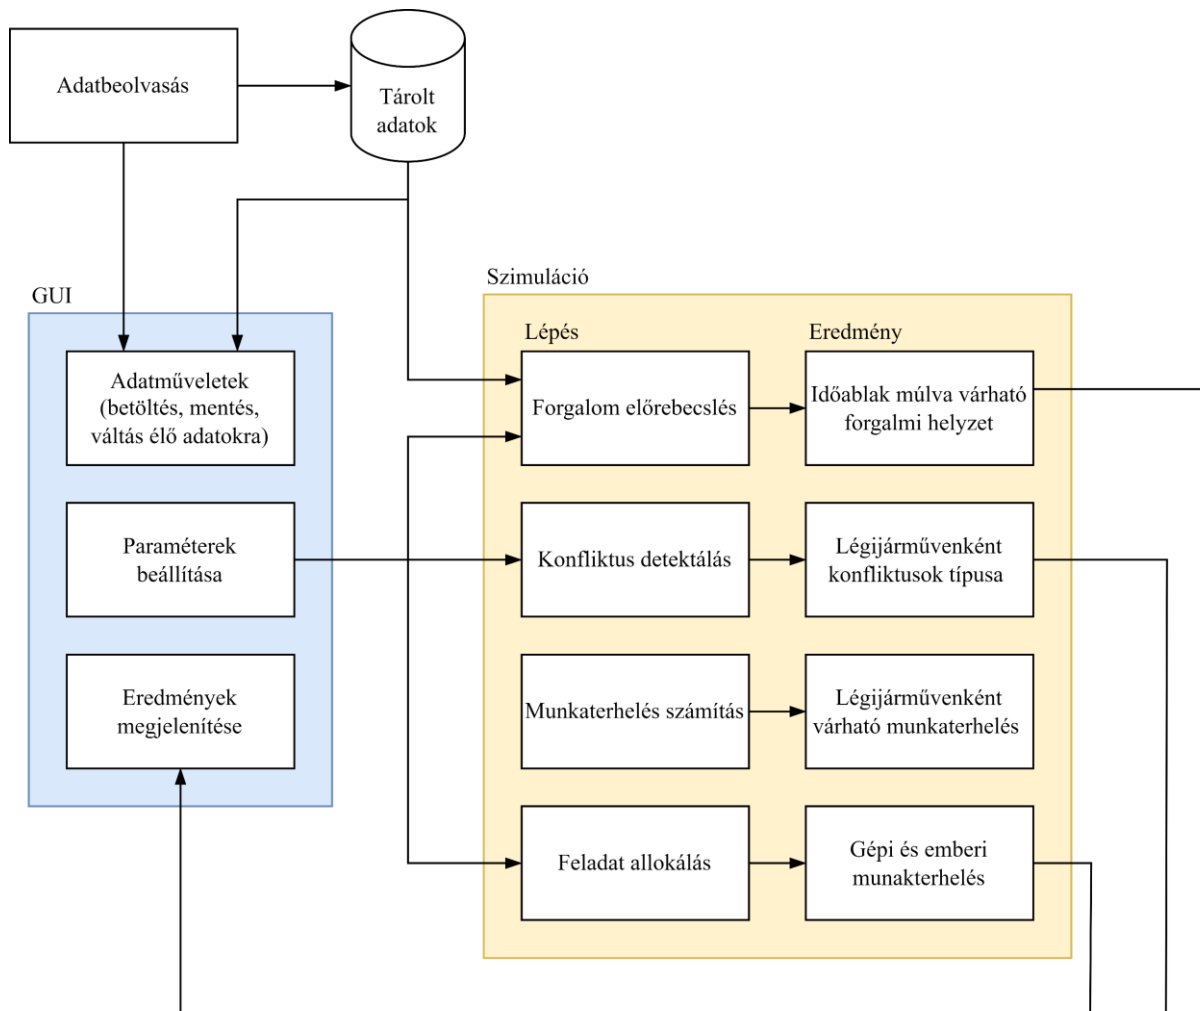 Adatbeolvasás
Tárolt
adatok
GUI
Adatműveletek
(betöltés, mentés,
váltás élő adatokra)
Paraméterek
beállítása
Eredmények
megjelenítése
Szimuláció
Lépés
Eredmény
Forgalom előrebecslés
Időablak múlva várható
forgalmi helyzet
Konfliktus detektálás
Légijárművenként
konfliktusok típusa
Munkaterhelés számítás
Légijárművenként
várható munkaterhelés
Feladat allokálás
Gépi és emberi
munakterhelés